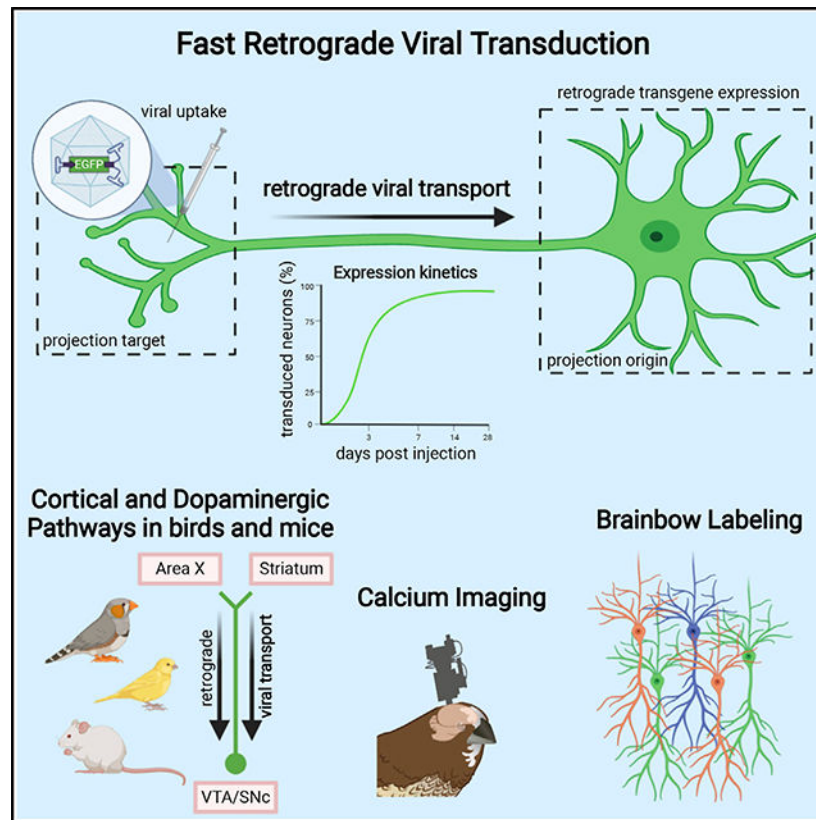 Fast Retrograde Viral Transduction
viral uptake
EGFP
projection target
retrograde viral transport
retrograde transgene expression
projection origin
Expression kinetics
transduced neurons (%)
100
75
50
25
0
3 7 14 28
days post injection
Cortical and Dopaminergic
Pathways in birds and mice
Area X
Striatum
retrograde
viral transport
VTA/SNc
Calcium Imaging
Brainbow Labeling